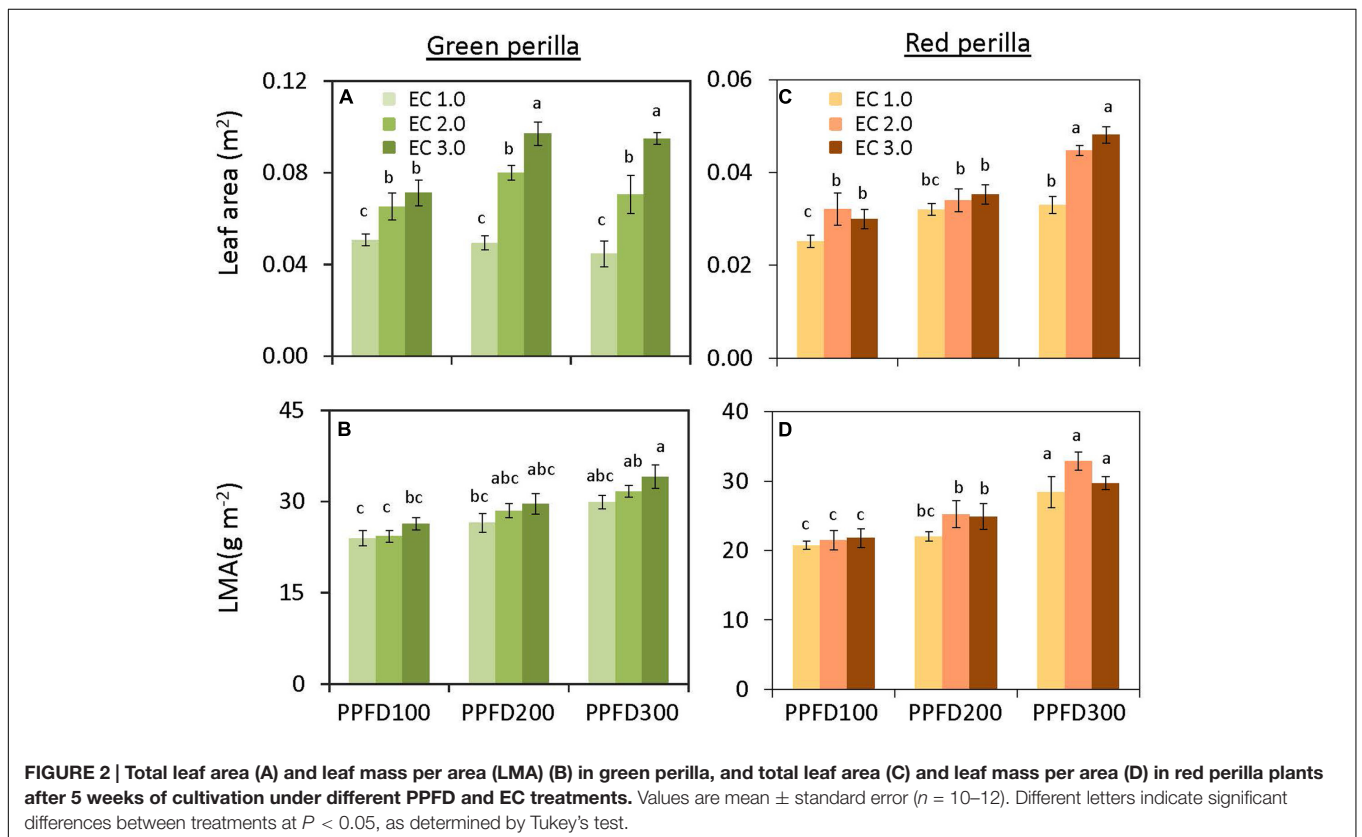 Green perilla
Red perilla
A
EC 1.0
EC 2.0
EC 3.0
Leaf area (m²)
0.12
0.08
0.04
0.00
c b b
c b a
c b a
C
EC 1.0
EC 2.0
EC 3.0
0.06
0.04
0.02
0.00
c b b
bc b b
b a a
B
LMA(g m⁻²)
45
30
15
0
c c bc
bc abc abc
abc ab a
PPFD100 PPFD200 PPFD300
D
40
30
20
10
0
c c c
bc b b
a a a
PPFD100 PPFD200 PPFD300
FIGURE 2 | Total leaf area (A) and leaf mass per area (LMA) (B) in green perilla, and total leaf area (C) and leaf mass per area (D) in red perilla plants
after 5 weeks of cultivation under different PPFD and EC treatments. Values are mean ± standard error (n = 10–12). Different letters indicate significant
differences between treatments at P < 0.05, as determined by Tukey's test.